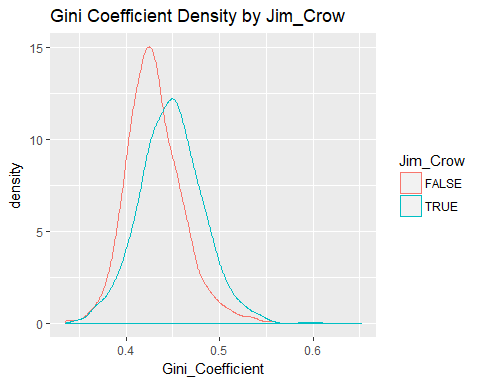 Gini Coefficient Density by Jim_Crow
15
10
5
0
density
0.4
0.5
0.6
Gini_Coefficient
Jim_Crow
FALSE
TRUE